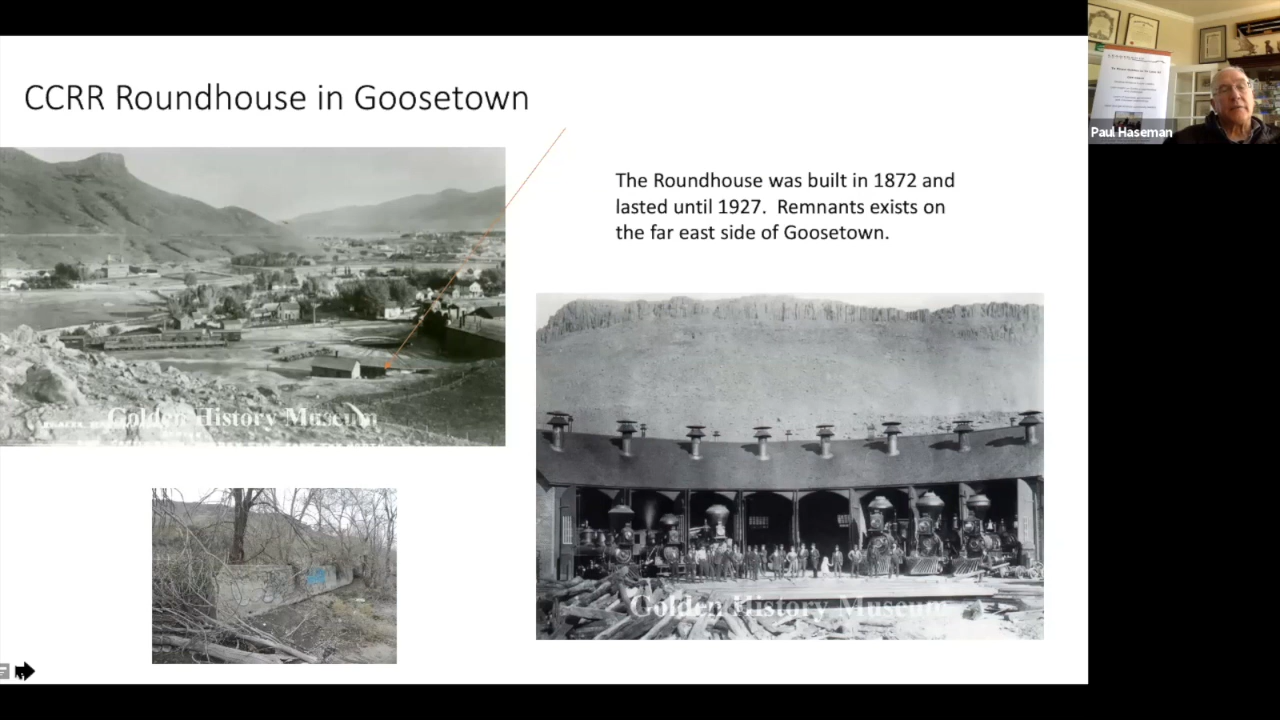 CCRR Roundhouse in Goosetown
The Roundhouse was built in 1872 and
lasted until 1927. Remnants exists on
the far east side of Goosetown.
Golden History Museum
Golden History Museum
Paul Haseman